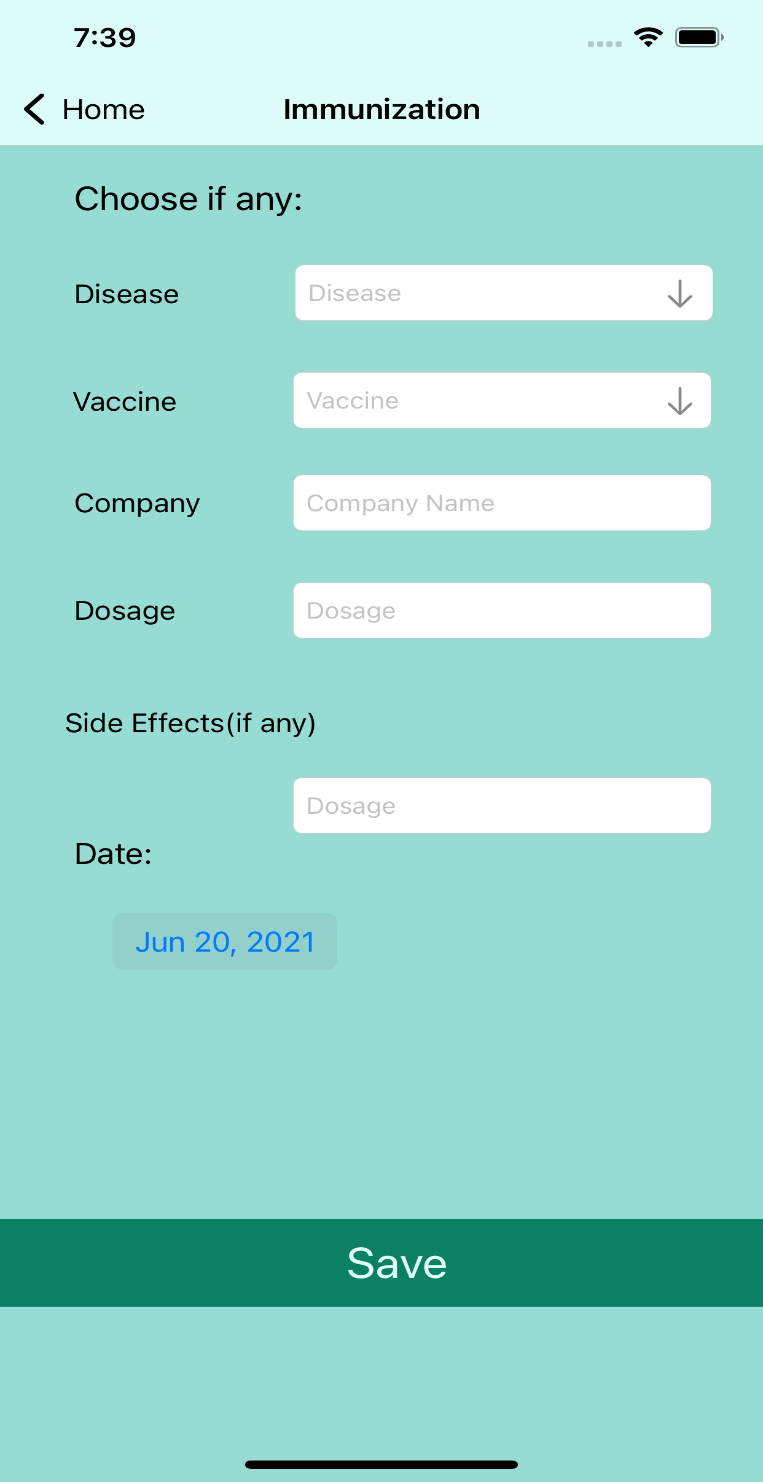 7:39
Home Immunization
Choose if any:
Disease Disease
Vaccine Vaccine
Company Company Name
Dosage Dosage
Side Effects(if any)
Dosage
Date:
Jun 20, 2021
Save